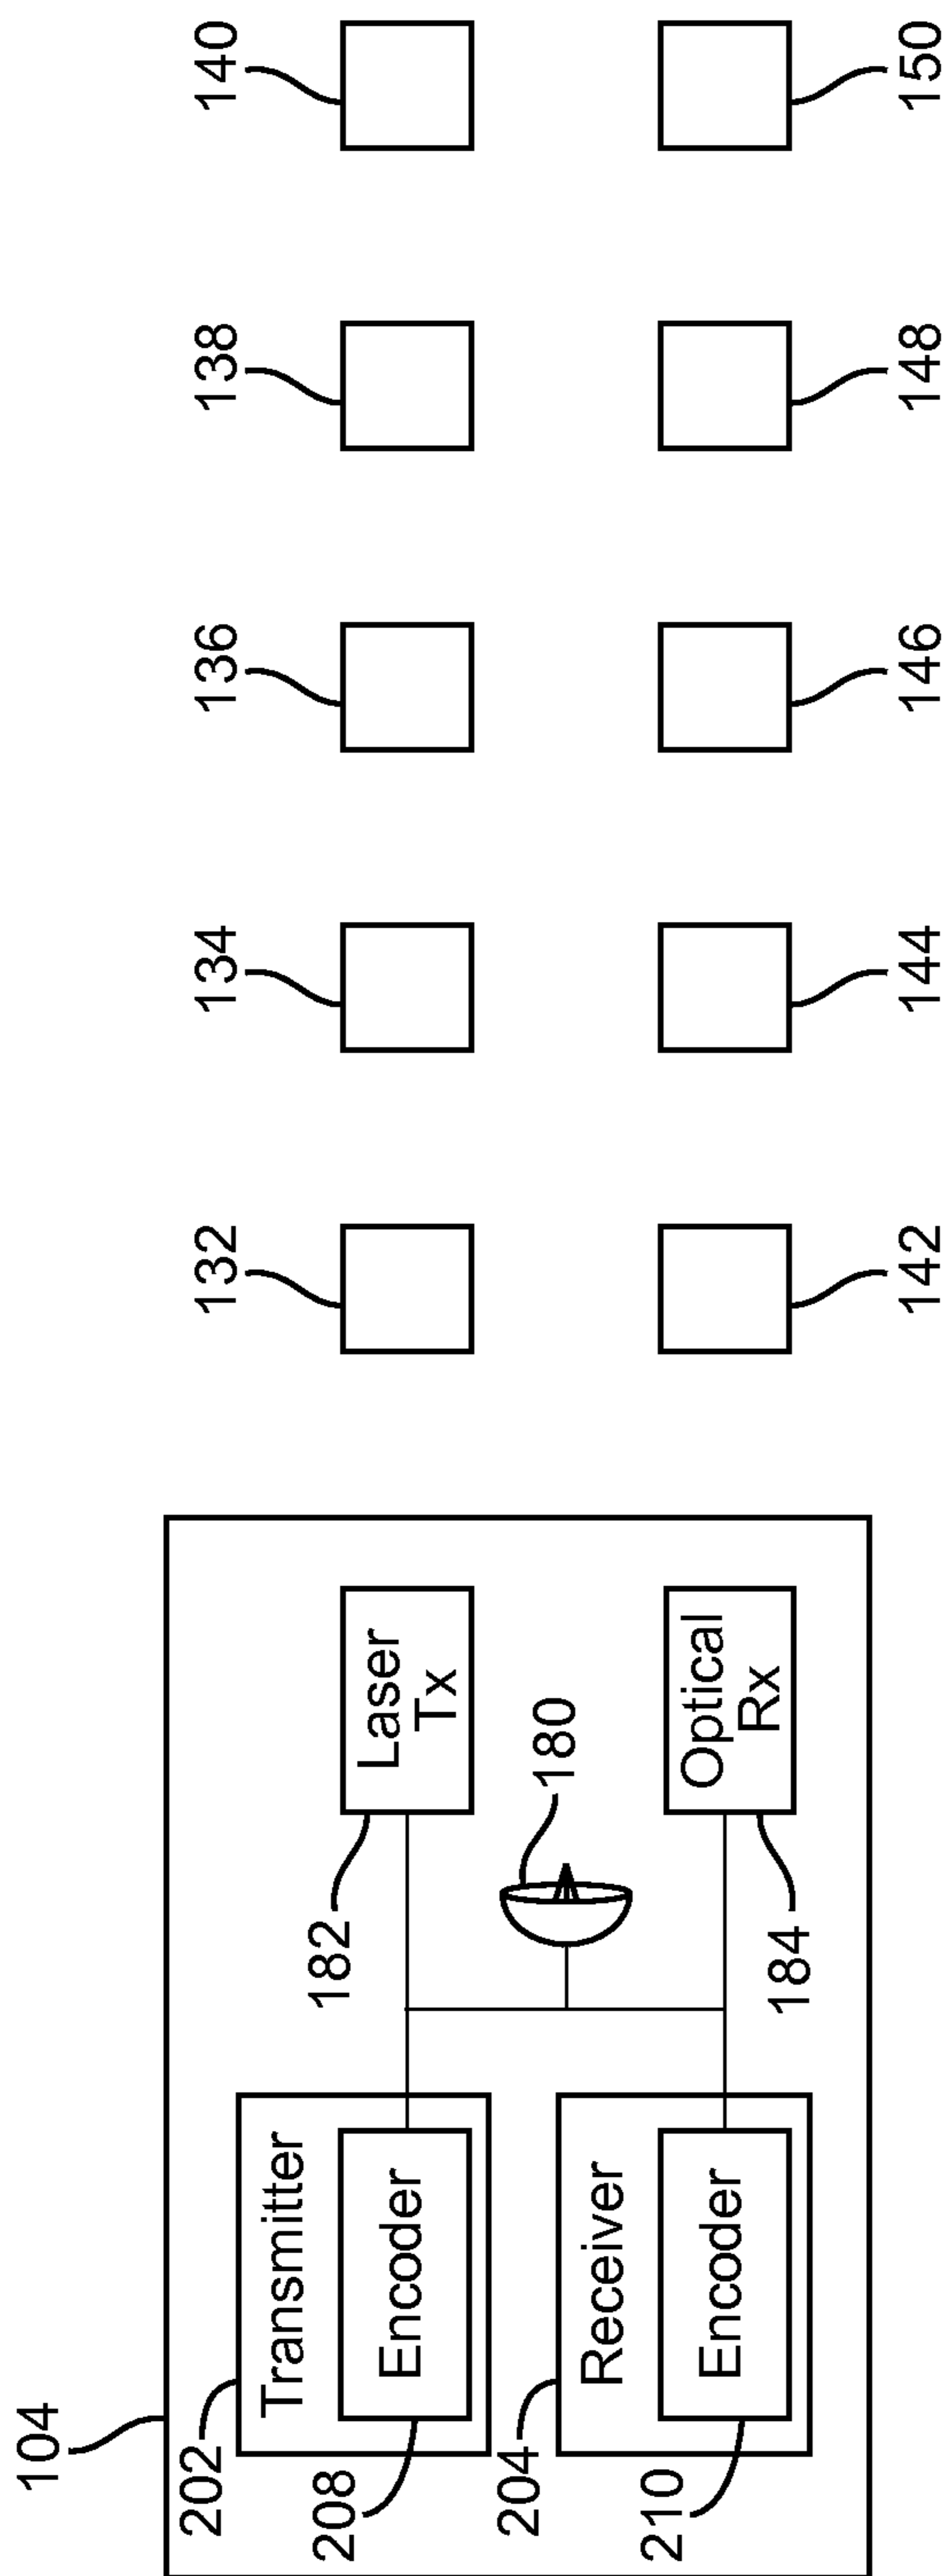 104
202
Transmitter
208
Encoder
204
Receiver
210
Encoder
182
Laser
Tx
180
184
Optical
Rx
132
134
136
138
140
142
144
146
148
150